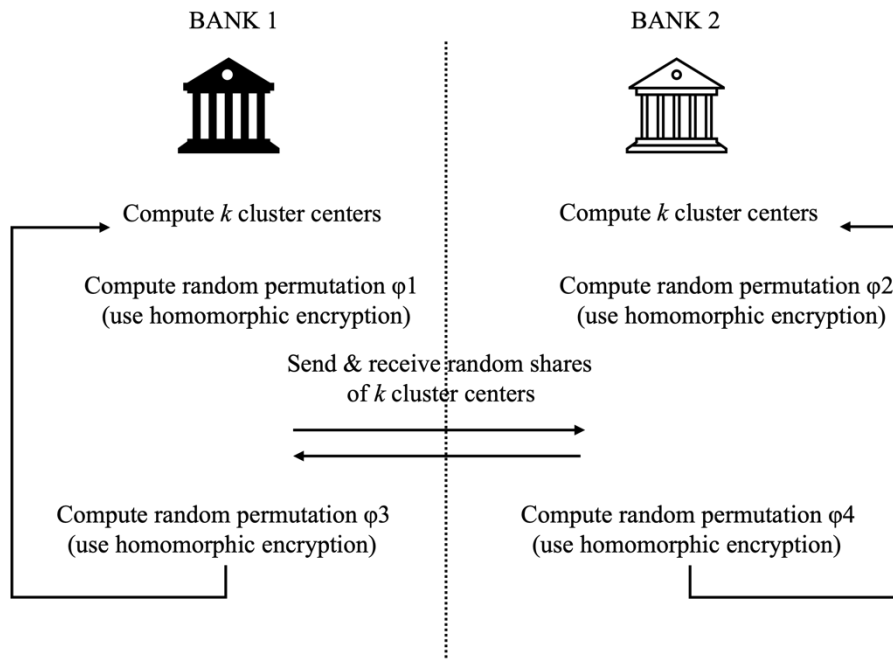 BANK 1
BANK 2
Compute k cluster centers
Compute k cluster centers
Compute random permutation φ1
(use homomorphic encryption)
Compute random permutation φ2
(use homomorphic encryption)
Send & receive random shares
of k cluster centers
Compute random permutation φ3
(use homomorphic encryption)
Compute random permutation φ4
(use homomorphic encryption)